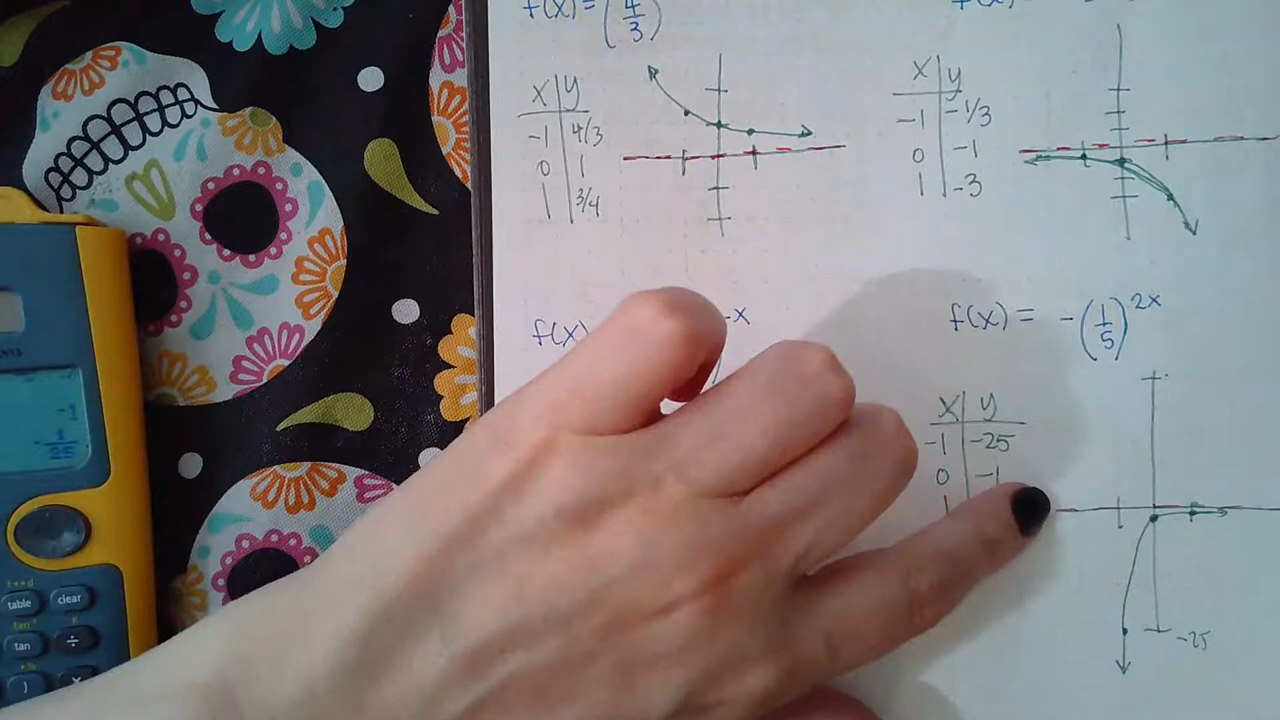 f(x) = (4/3)
x | y
-1 | 4/3
0 | 1
1 | 3/4
x | y
-1 | -1/3
0 | -1
1 | -3
f(x)
-x
f(x) = -(1/5)^2x
x | y
-1 | -25
0 | -1
1
-25
-1
-1/25
table
clear
tan
÷
)